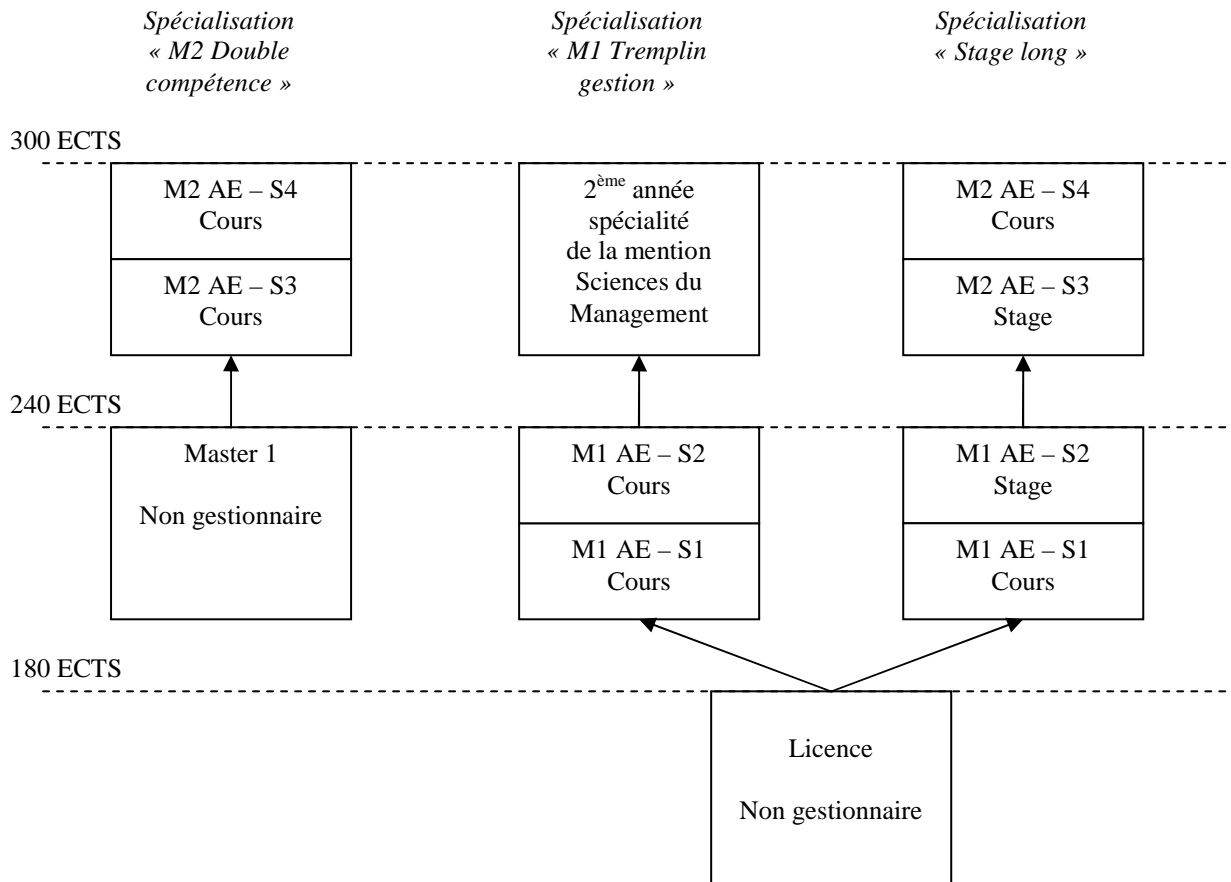 Spécialisation
« M2 Double
compétence »
Spécialisation
« M1 Tremplin
gestion »
Spécialisation
« Stage long »
300 ECTS
M2 AE – S4
Cours
M2 AE – S3
Cours
2ème année
spécialité
de la mention
Sciences du
Management
M2 AE – S4
Cours
M2 AE – S3
Stage
240 ECTS
Master 1
Non gestionnaire
M1 AE – S2
Cours
M1 AE – S1
Cours
M1 AE – S2
Stage
M1 AE – S1
Cours
180 ECTS
Licence
Non gestionnaire